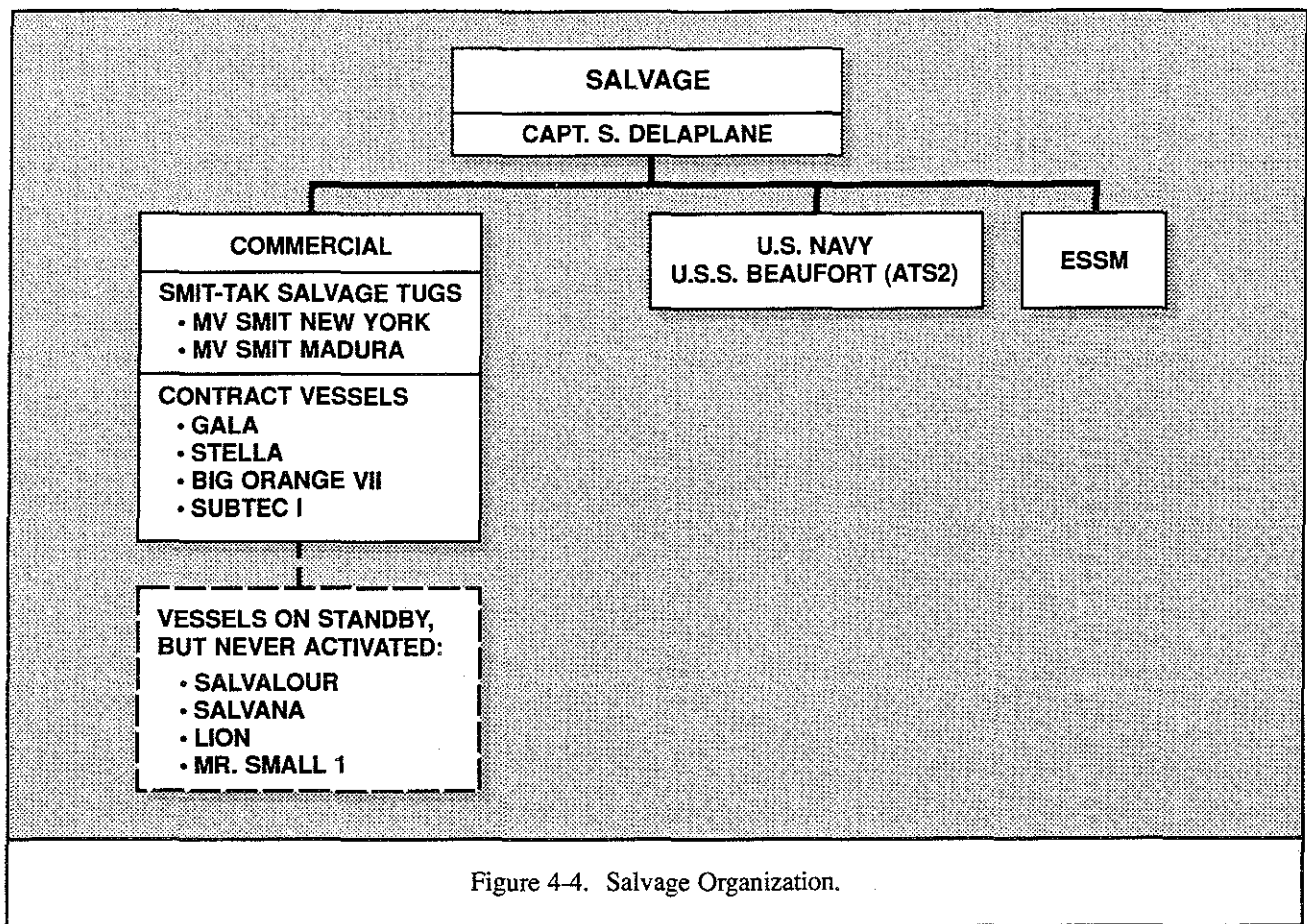 SALVAGE
CAPT. S. DELAPLANE
COMMERCIAL
SMIT-TAK SALVAGE TUGS
• MV SMIT NEW YORK
• MV SMIT MADURA
CONTRACT VESSELS
• GALA
• STELLA
• BIG ORANGE VII
• SUBTEC I
VESSELS ON STANDBY,
BUT NEVER ACTIVATED:
• SALVALOUR
• SALVANA
• LION
• MR. SMALL 1
U.S. NAVY
U.S.S. BEAUFORT (ATS2)
ESSM
Figure 4-4. Salvage Organization.